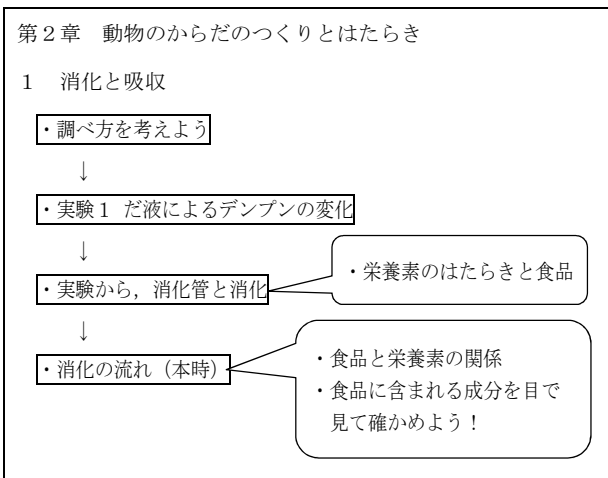 第２章　動物のからだのつくりとはたらき
１　消化と吸収
・調べ方を考えよう
↓
・実験１ だ液によるデンプンの変化
↓
・実験から，消化管と消化
・栄養素のはたらきと食品
↓
・消化の流れ（本時）
・食品と栄養素の関係
・食品に含まれる成分を目で
見て確かめよう！